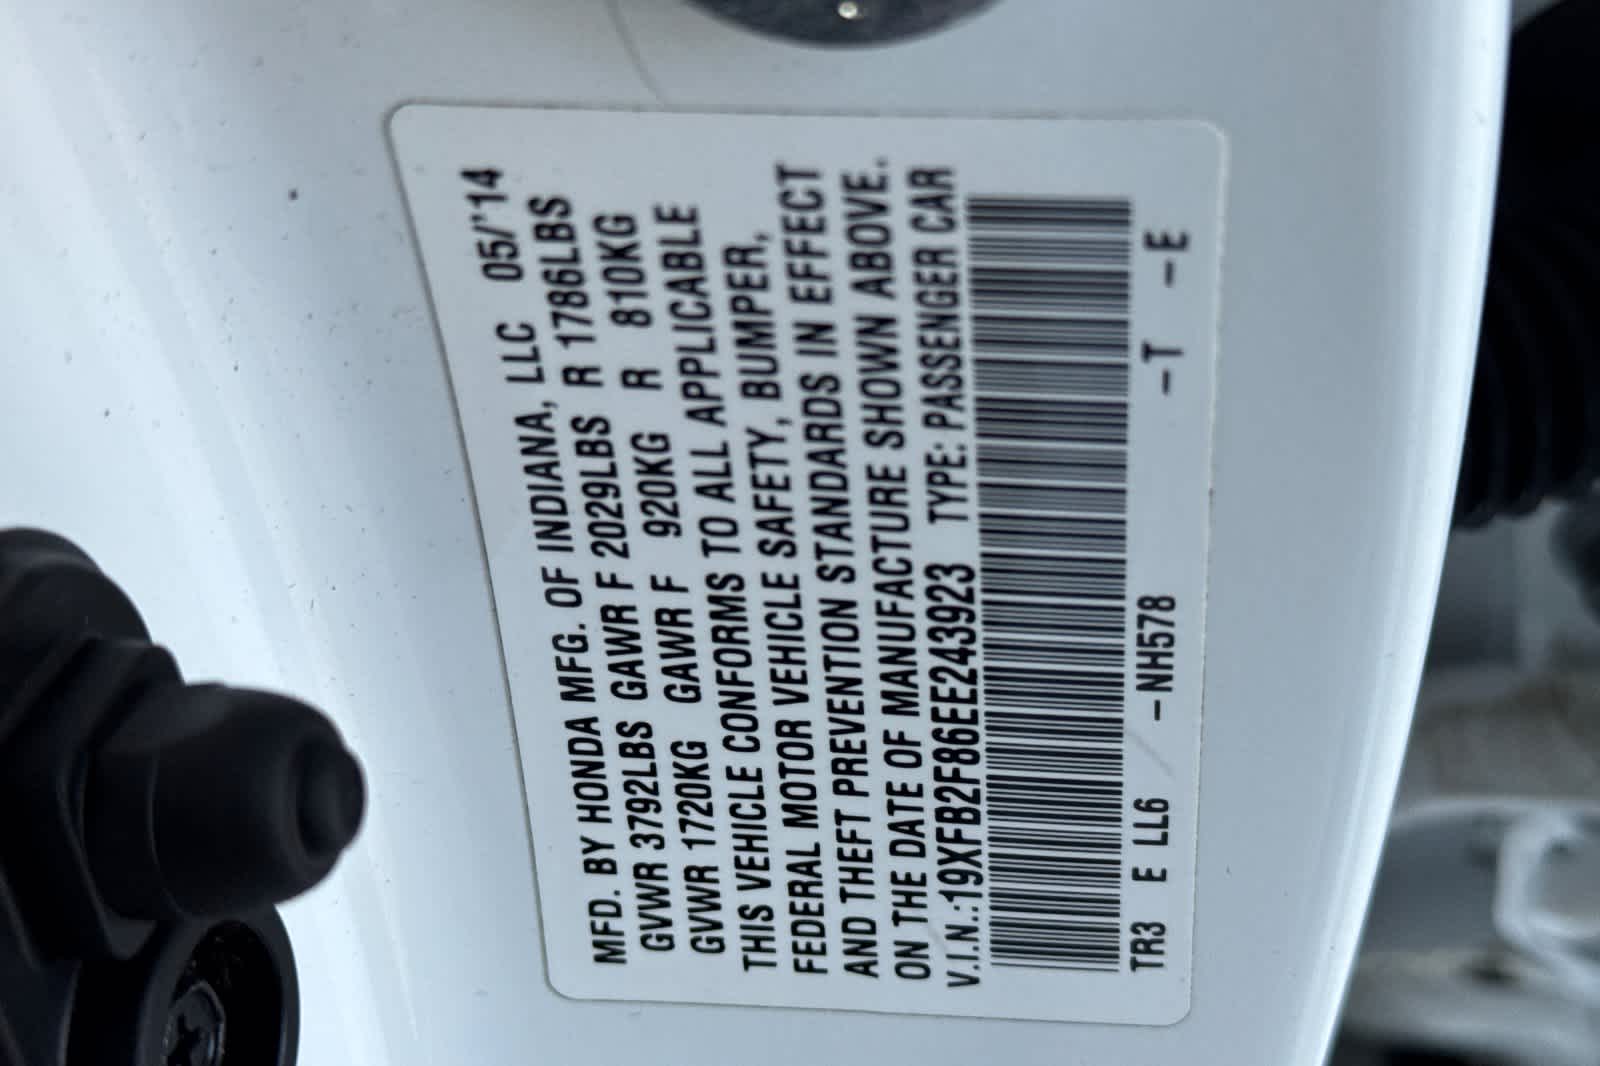 MFD. BY HONDA MFG. OF INDIANA, LLC 05/'14
GVWR 3792LBS GAWR F 2029LBS R 1786LBS
GVWR 1720KG GAWR F 920KG R 810KG
THIS VEHICLE CONFORMS TO ALL APPLICABLE
FEDERAL MOTOR VEHICLE SAFETY, BUMPER,
AND THEFT PREVENTION STANDARDS IN EFFECT
ON THE DATE OF MANUFACTURE SHOWN ABOVE.
V.I.N.:19XFB2F86EE243923 TYPE: PASSENGER CAR
TR3 E LL6 -NH578 -T -E